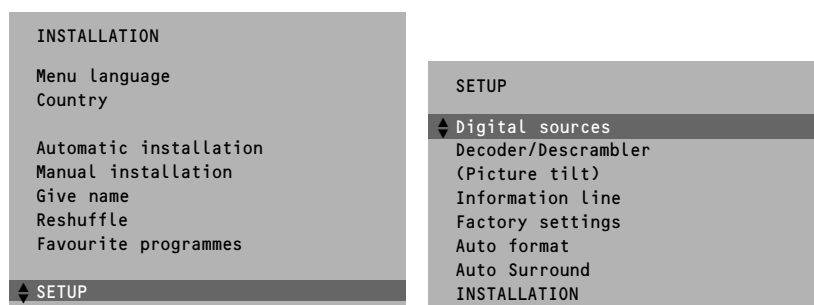 INSTALLATION
Menu language
Country
Automatic installation
Manual installation
Give name
Reshuffle
Favourite programmes
SETUP
SETUP
Digital sources
Decoder/Descrambler
(Picture tilt)
Information line
Factory settings
Auto format
Auto Surround
INSTALLATION